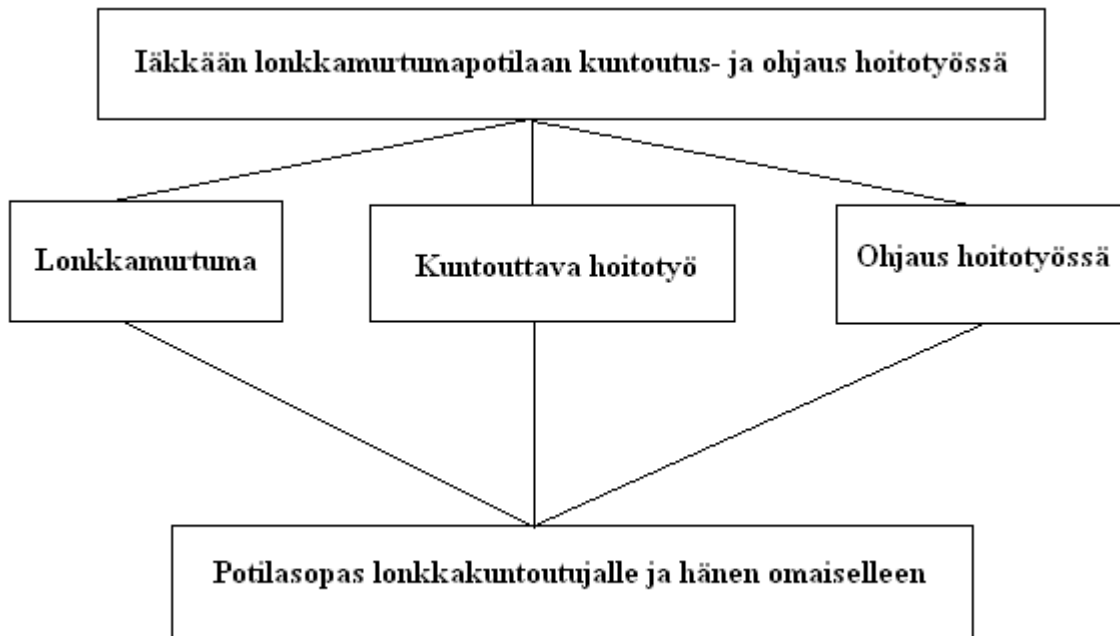 Iäkkään lonkkamurtumapotilaan kuntoutus- ja ohjaus hoitotyössä
Lonkkamurtuma
Kuntouttava hoitotyö
Ohjaus hoitotyössä
Potilasopas lonkkakuntoutujalle ja hänen omaiselleen